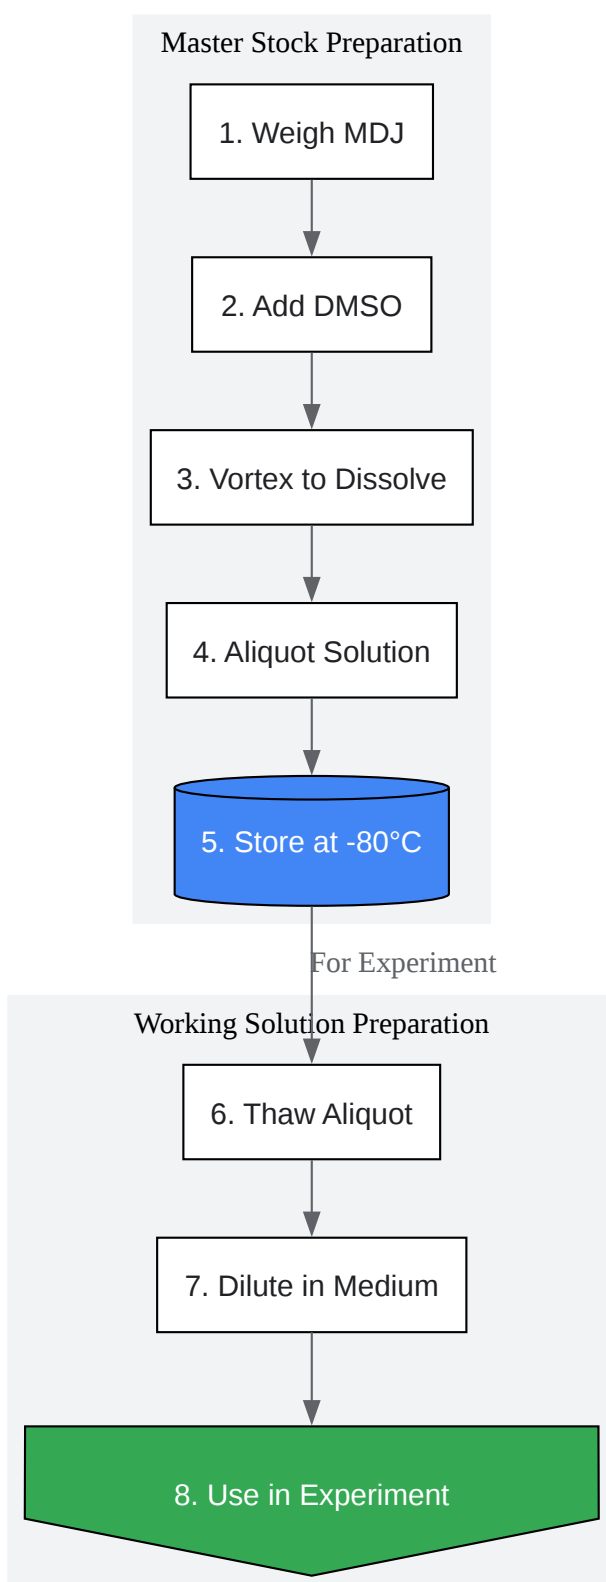 Master Stock Preparation
1. Weigh MDJ
2. Add DMSO
3. Vortex to Dissolve
4. Aliquot Solution
5. Store at -80°C
For Experiment
Working Solution Preparation
6. Thaw Aliquot
7. Dilute in Medium
8. Use in Experiment